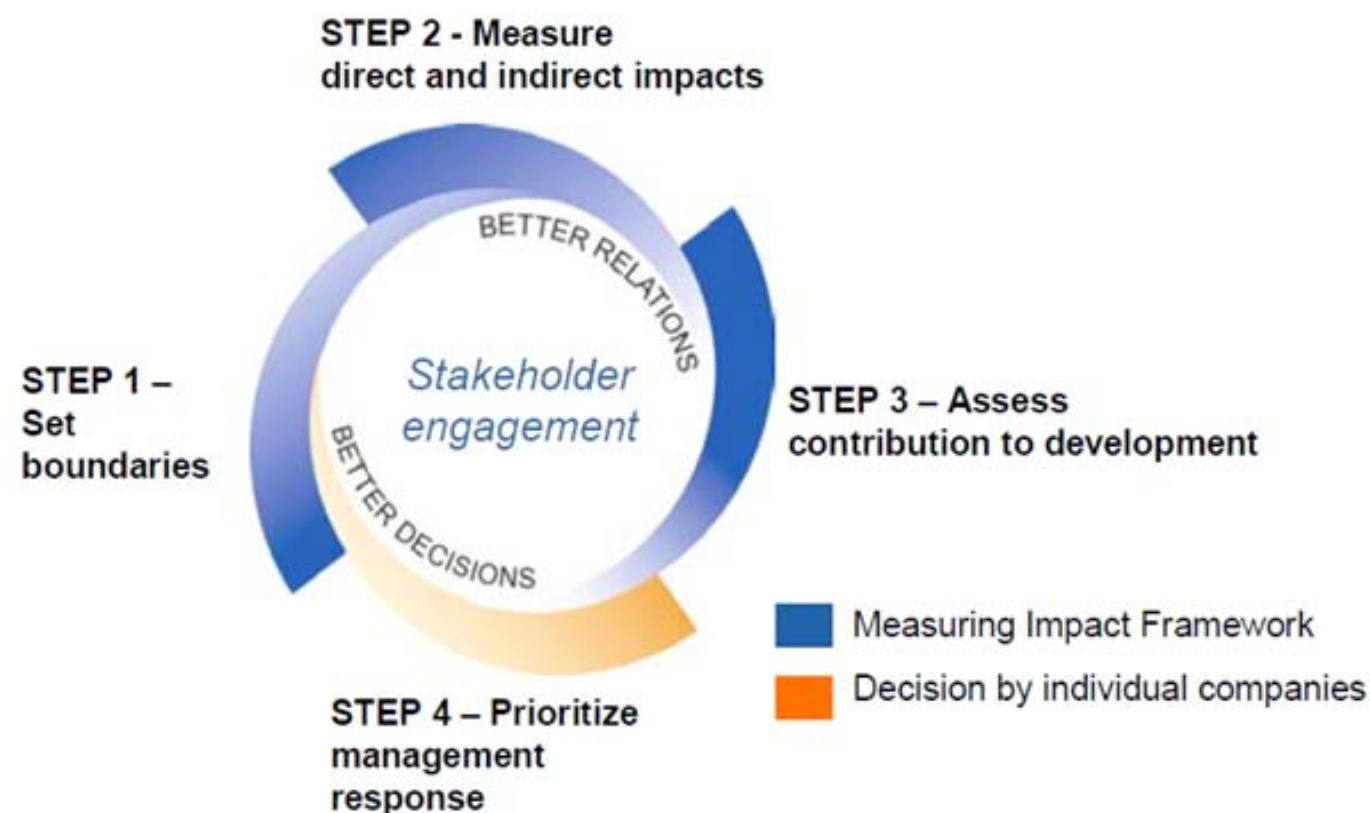 STEP 2 - Measure
direct and indirect impacts
BETTER RELATIONS
STEP 1 –
Set
boundaries
Stakeholder
engagement
STEP 3 – Assess
contribution to development
BETTER DECISIONS
Measuring Impact Framework
Decision by individual companies
STEP 4 – Prioritize
management
response